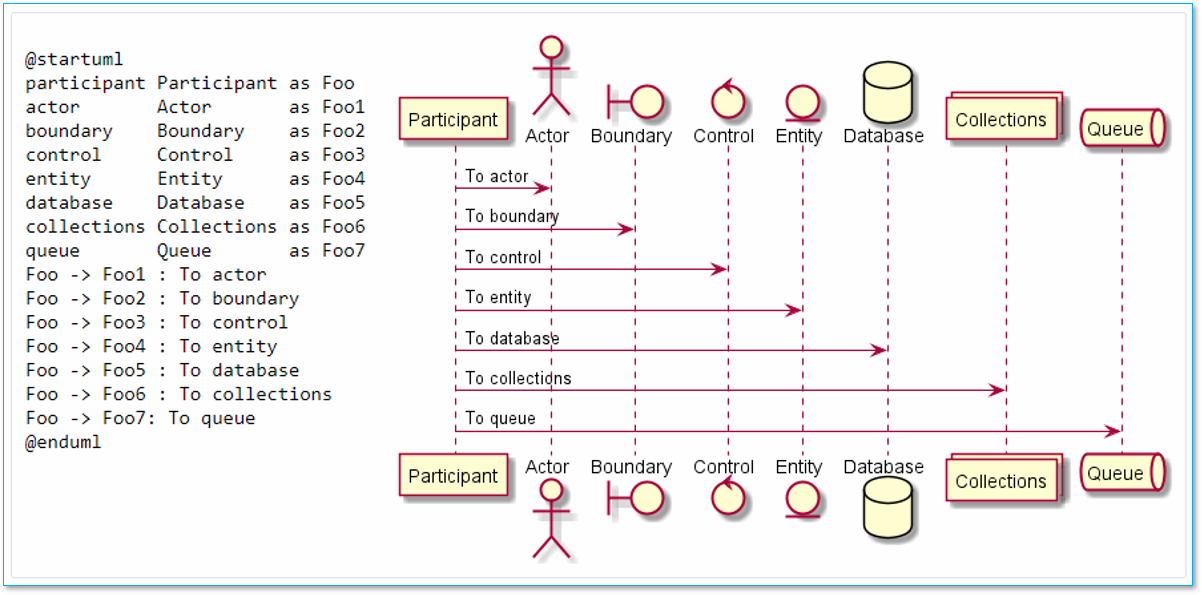 @startuml
participant Participant as Foo
actor       Actor       as Foo1
boundary    Boundary    as Foo2
control     Control     as Foo3
entity      Entity      as Foo4
database    Database    as Foo5
collections Collections as Foo6
queue       Queue       as Foo7
Foo -> Foo1 : To actor
Foo -> Foo2 : To boundary
Foo -> Foo3 : To control
Foo -> Foo4 : To entity
Foo -> Foo5 : To database
Foo -> Foo6 : To collections
Foo -> Foo7: To queue
@enduml
Participant Actor Boundary Control Entity Database Collections Queue
To actor
To boundary
To control
To entity
To database
To collections
To queue
Participant Actor Boundary Control Entity Database Collections Queue